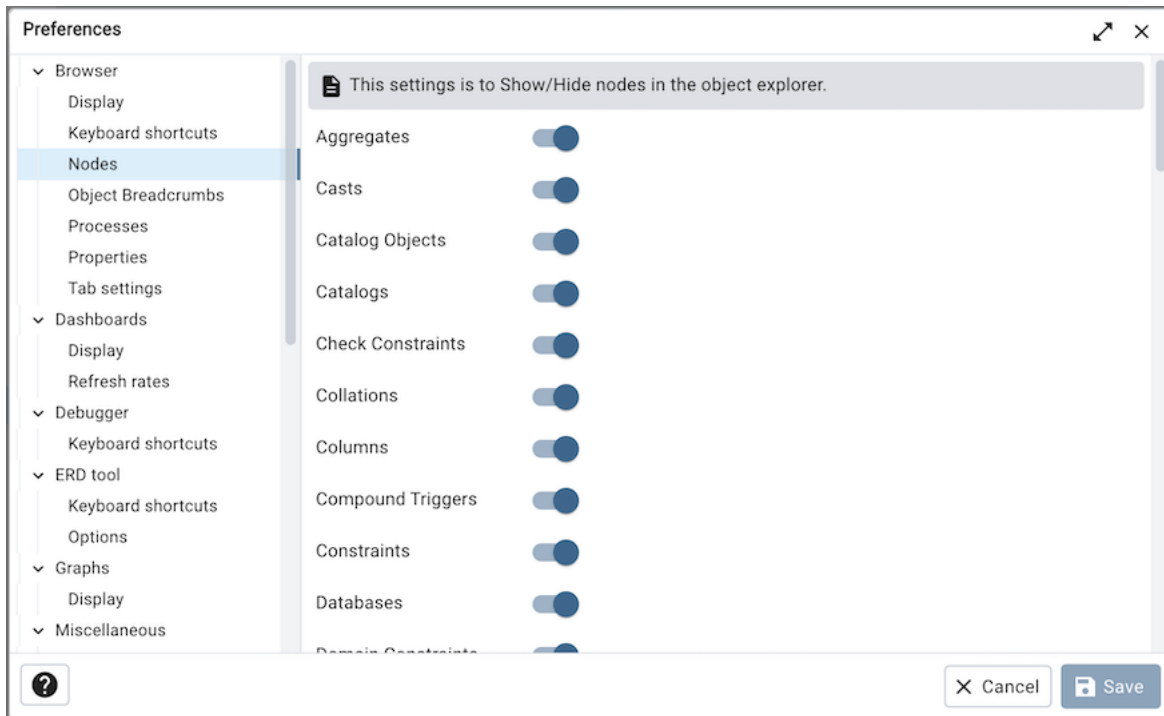 Preferences
Browser
Display
Keyboard shortcuts
Nodes
Object Breadcrumbs
Processes
Properties
Tab settings
Dashboards
Display
Refresh rates
Debugger
Keyboard shortcuts
ERD tool
Keyboard shortcuts
Options
Graphs
Display
Miscellaneous
This settings is to Show/Hide nodes in the object explorer.
Aggregates
Casts
Catalog Objects
Catalogs
Check Constraints
Collations
Columns
Compound Triggers
Constraints
Databases
Domain Constraints
Cancel
Save